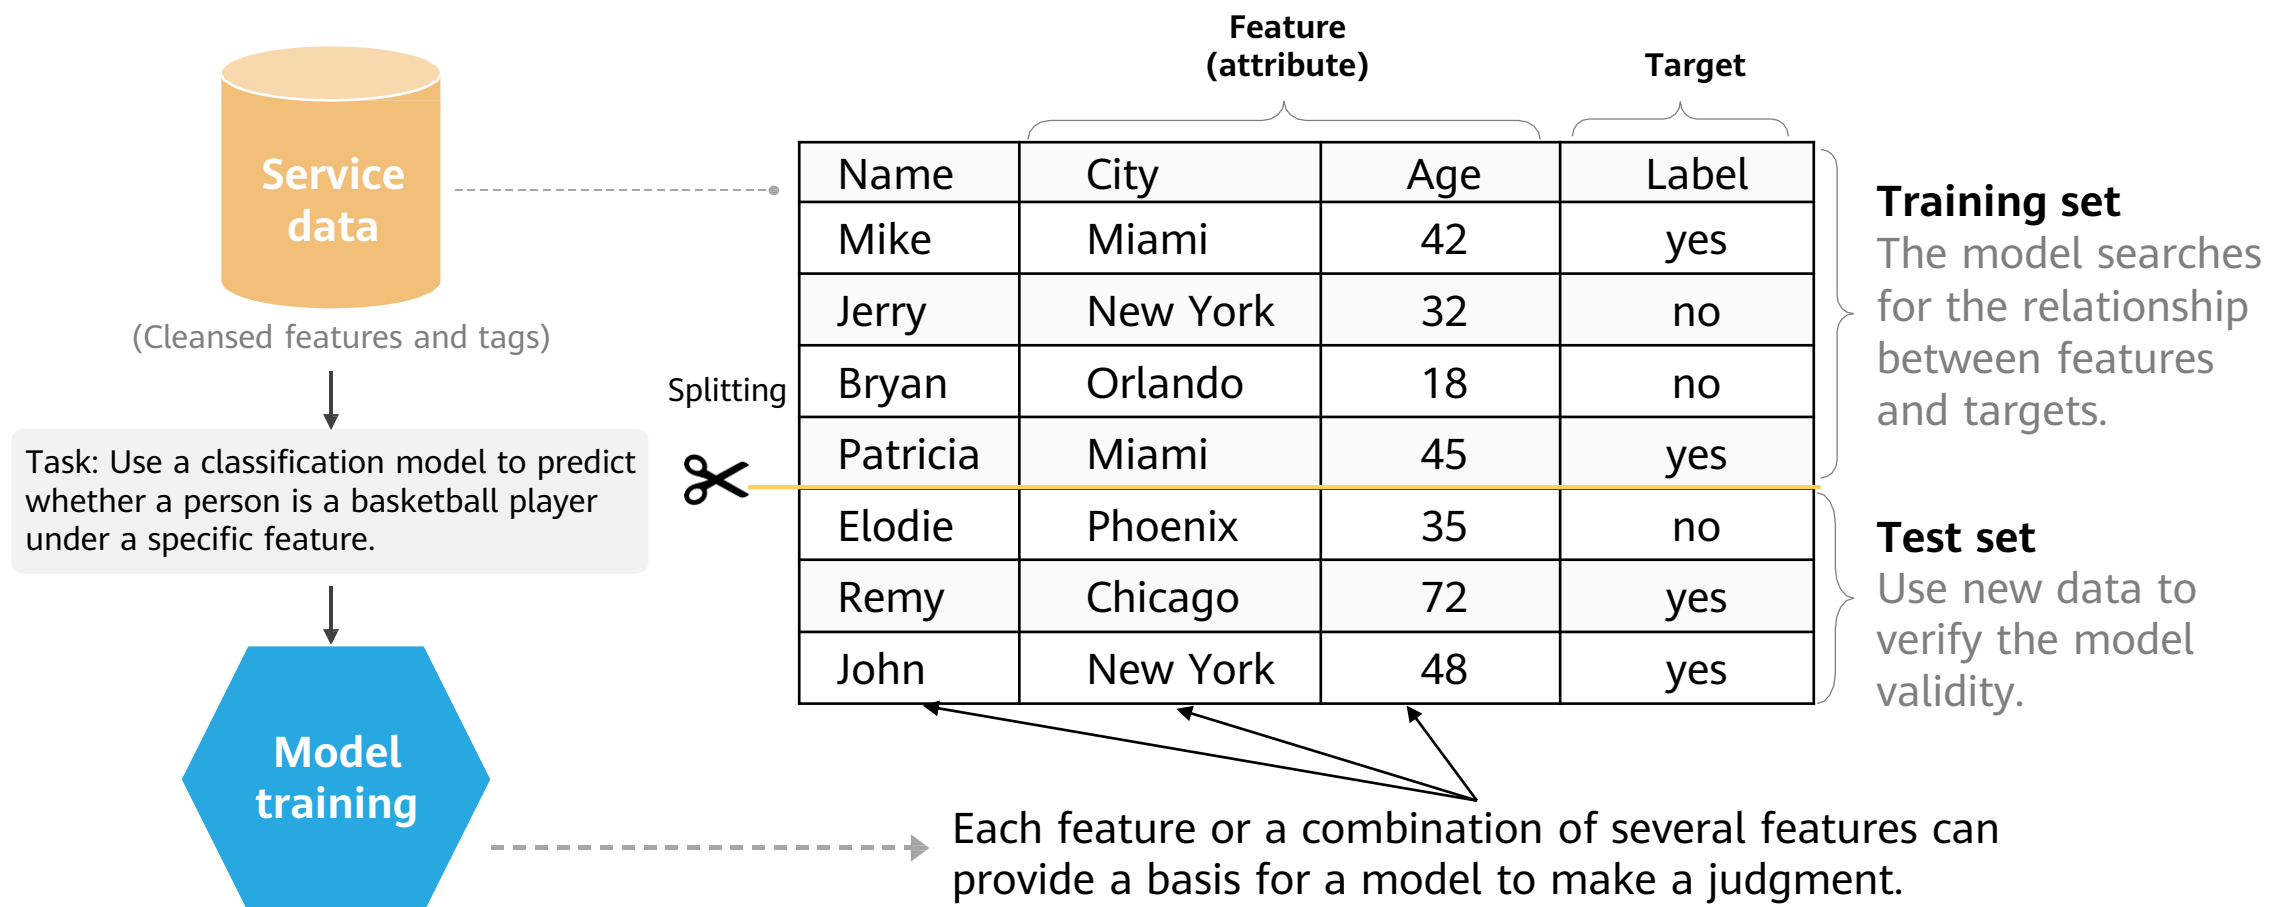 Feature
(attribute)
Target
Service
data
(Cleansed features and tags)
Task: Use a classification model to predict
whether a person is a basketball player
under a specific feature.
Model
training
Splitting
Name City Age Label
Mike Miami 42 yes
Jerry New York 32 no
Bryan Orlando 18 no
Patricia Miami 45 yes
Elodie Phoenix 35 no
Remy Chicago 72 yes
John New York 48 yes
Training set
The model searches
for the relationship
between features
and targets.
Test set
Use new data to
verify the model
validity.
Each feature or a combination of several features can
provide a basis for a model to make a judgment.